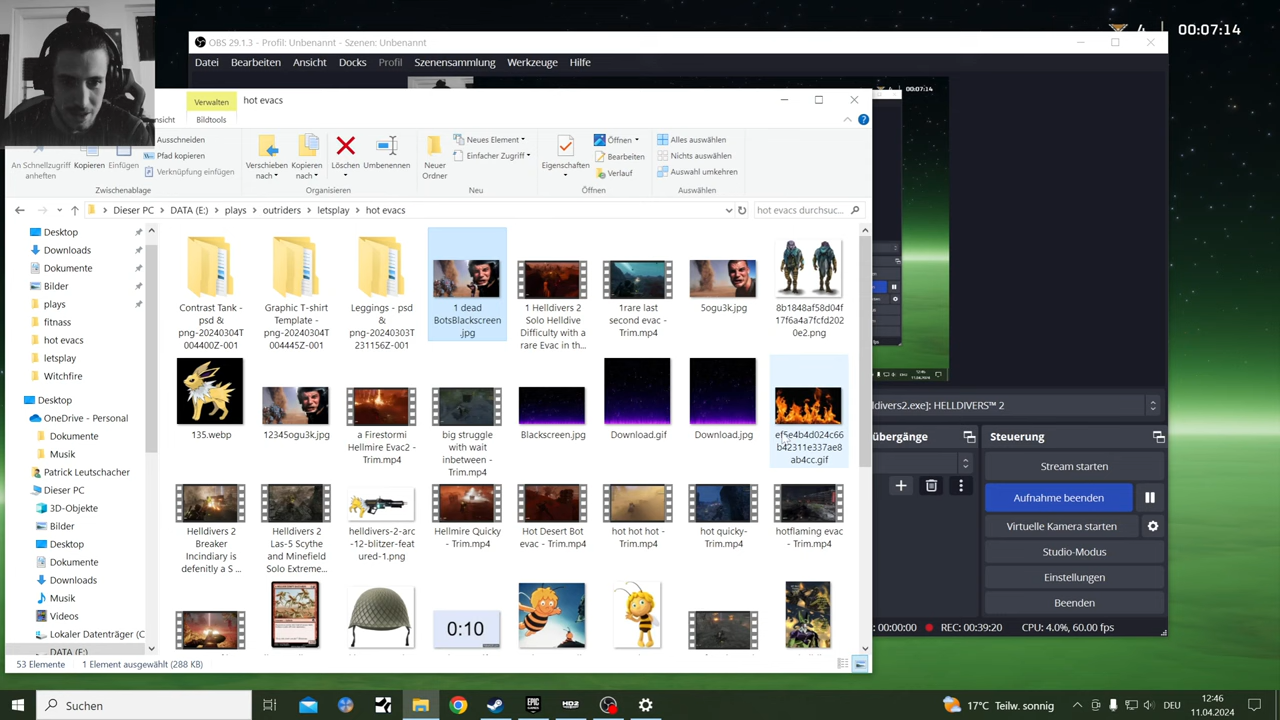 4 00:07:14
OBS 29.1.3 - Profil: Unbenannt - Szenen: Unbenannt
Datei Bearbeiten Ansicht Docks Profil Szenensammlung Werkzeuge Hilfe
Verwalten hot evacs
Bildtools
Ausschneiden
Pfad kopieren
Verknüpfung einfügen
An Schnellzugriff
anheften
Kopieren Einfügen
Zwischenablage
Verschieben
nach
Kopieren
nach
Löschen Umbenennen
Organisieren
Neuer
Ordner
Neues Element
Einfacher Zugriff
Neu
Eigenschaften
Öffnen
Bearbeiten
Verlauf
Öffnen
Alles auswählen
Nichts auswählen
Auswahl umkehren
Auswählen
Dieser PC DATA (E:) plays outriders letsplay hot evacs
hot evacs durchsuc...
Desktop
Downloads
Dokumente
Bilder
plays
fitnass
hot evacs
letsplay
Witchfire
Desktop
OneDrive - Personal
Dokumente
Musik
Patrick Leutschacher
Dieser PC
3D-Objekte
Bilder
Desktop
Dokumente
Downloads
Musik
Videos
Lokaler Datenträger (C
DATA (E:)
Contrast Tank -
psd &
png-20240304T
004400Z-001
Graphic T-shirt
Template -
png-20240304T
004445Z-001
Leggings - psd
&
png-20240303T
231156Z-001
1 dead
BotsBlackscreen
.jpg
1 Helldivers 2
Solo Helldive
Difficulty with a
rare Evac in th...
1rare last
second evac -
Trim.mp4
5ogu3k.jpg
8b1848af58d04f
17f6a4a7fcfd202
0e2.png
135.webp
12345ogu3k.jpg
a Firestormi
Hellmire Evac2 -
Trim.mp4
big struggle
with wait
inbetween -
Trim.mp4
Blackscreen.jpg
Download.gif
Download.jpg
ef5e4b4d024c66
b42311e337ae8
ab4cc.gif
Helldivers 2
Breaker
Incindiary is
defenitly a S ...
Helldivers 2
Las-5 Scythe
and Minefield
Solo Extreme...
helldivers-2-arc
-12-blitzer-feat
ured-1.png
Hellmire Quicky
- Trim.mp4
Hot Desert Bot
evac - Trim.mp4
hot hot hot -
Trim.mp4
hot quicky-
Trim.mp4
hotflaming evac
- Trim.mp4
0:10
53 Elemente 1 Element ausgewählt (288 KB)
00:07:14
lldivers2.exe]: HELLDIVERS™ 2
übergänge
Steuerung
Stream starten
Aufnahme beenden
Virtuelle Kamera starten
Studio-Modus
Einstellungen
Beenden
: 00:00:00 REC: 00:39:20 CPU: 4.0%, 60.00 fps
Suchen
EPIC
GAMES
HD2
17°C Teilw. sonnig
DEU
12:46
11.04.2024